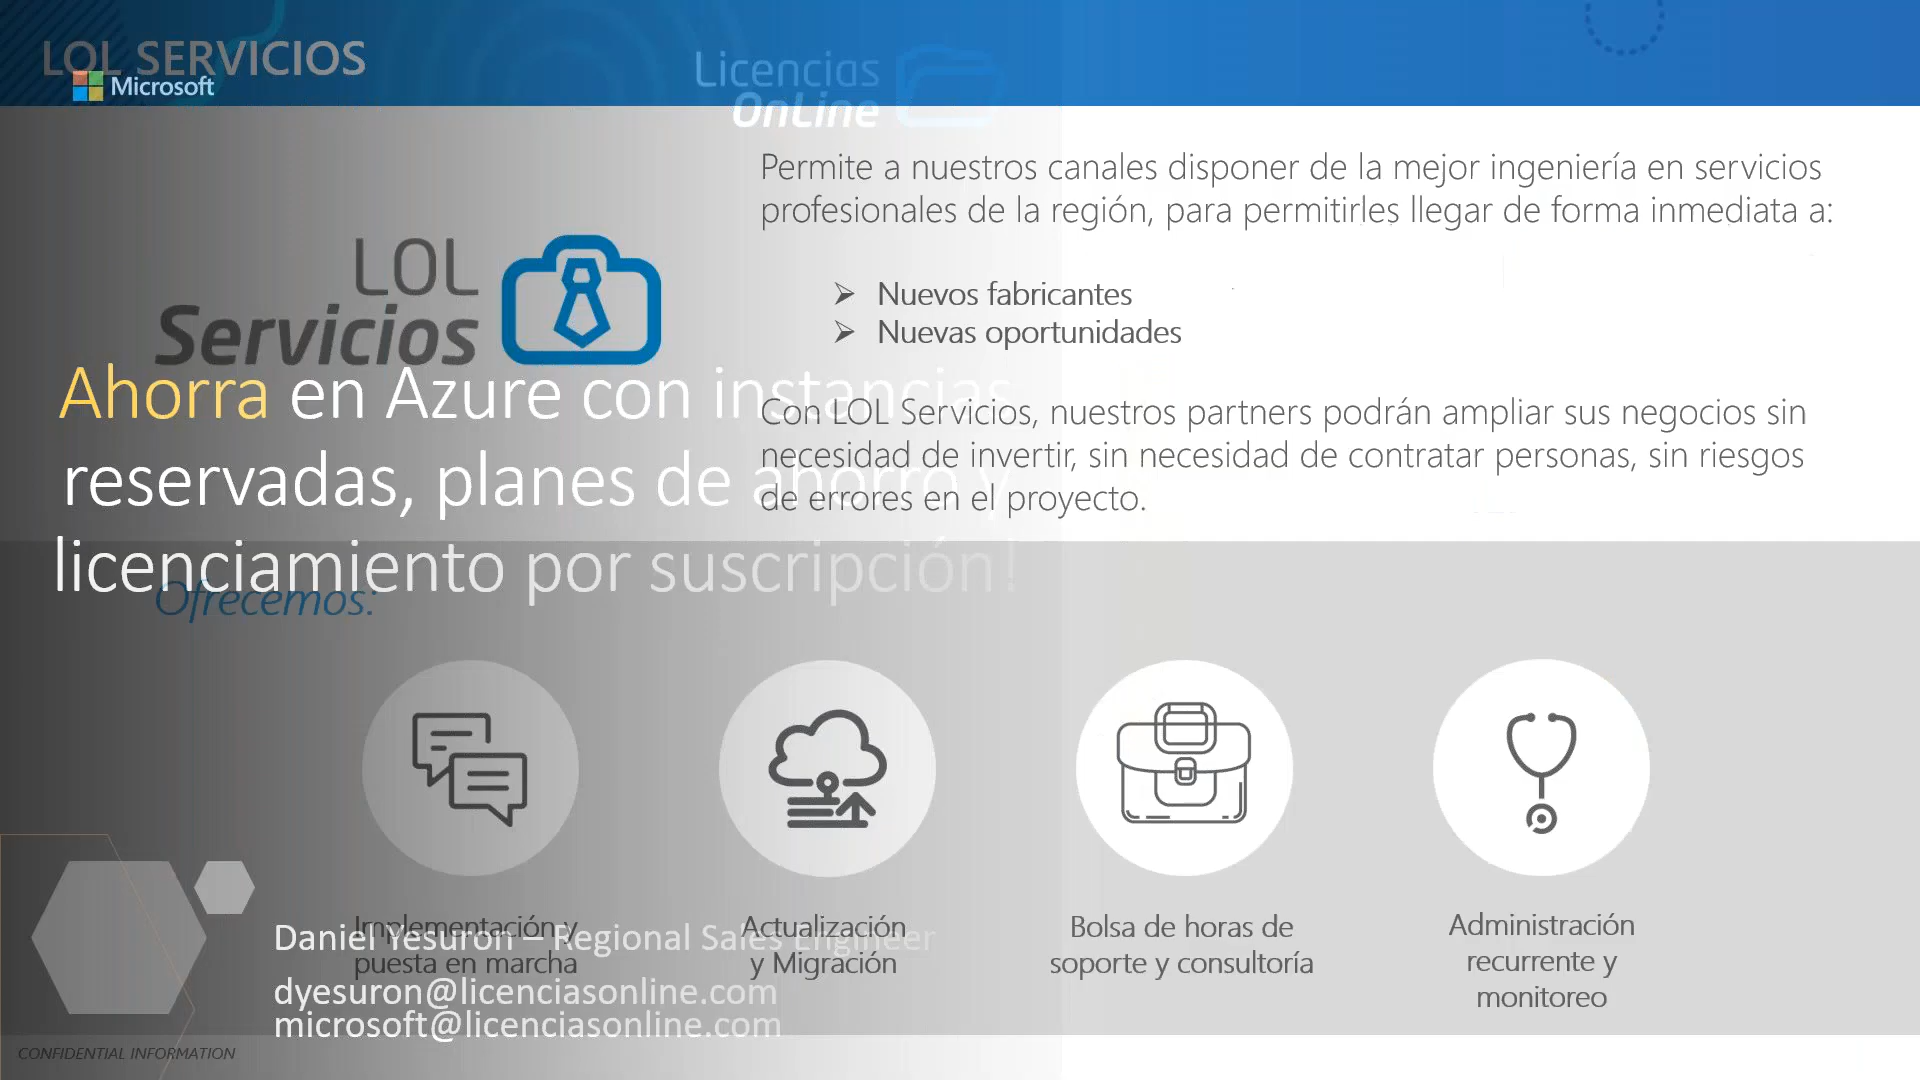 LOL SERVICIOS
Microsoft
Licencias
OnLine
Permite a nuestros canales disponer de la mejor ingeniería en servicios
profesionales de la región, para permitirles llegar de forma inmediata a:
LOL
Servicios
➢ Nuevos fabricantes
➢ Nuevas oportunidades
Ahorra en Azure con instancias
reservadas, planes de ahorro y
licenciamiento por suscripción!
Con LOL Servicios, nuestros partners podrán ampliar sus negocios sin
necesidad de invertir, sin necesidad de contratar personas, sin riesgos
de errores en el proyecto.
Ofrecemos:
Implementación y
puesta en marcha
Actualización
y Migración
Bolsa de horas de
soporte y consultoría
Administración
recurrente y
monitoreo
Daniel Yesuron – Regional Sales Engineer
dyesuron@licenciasonline.com
microsoft@licenciasonline.com
CONFIDENTIAL INFORMATION